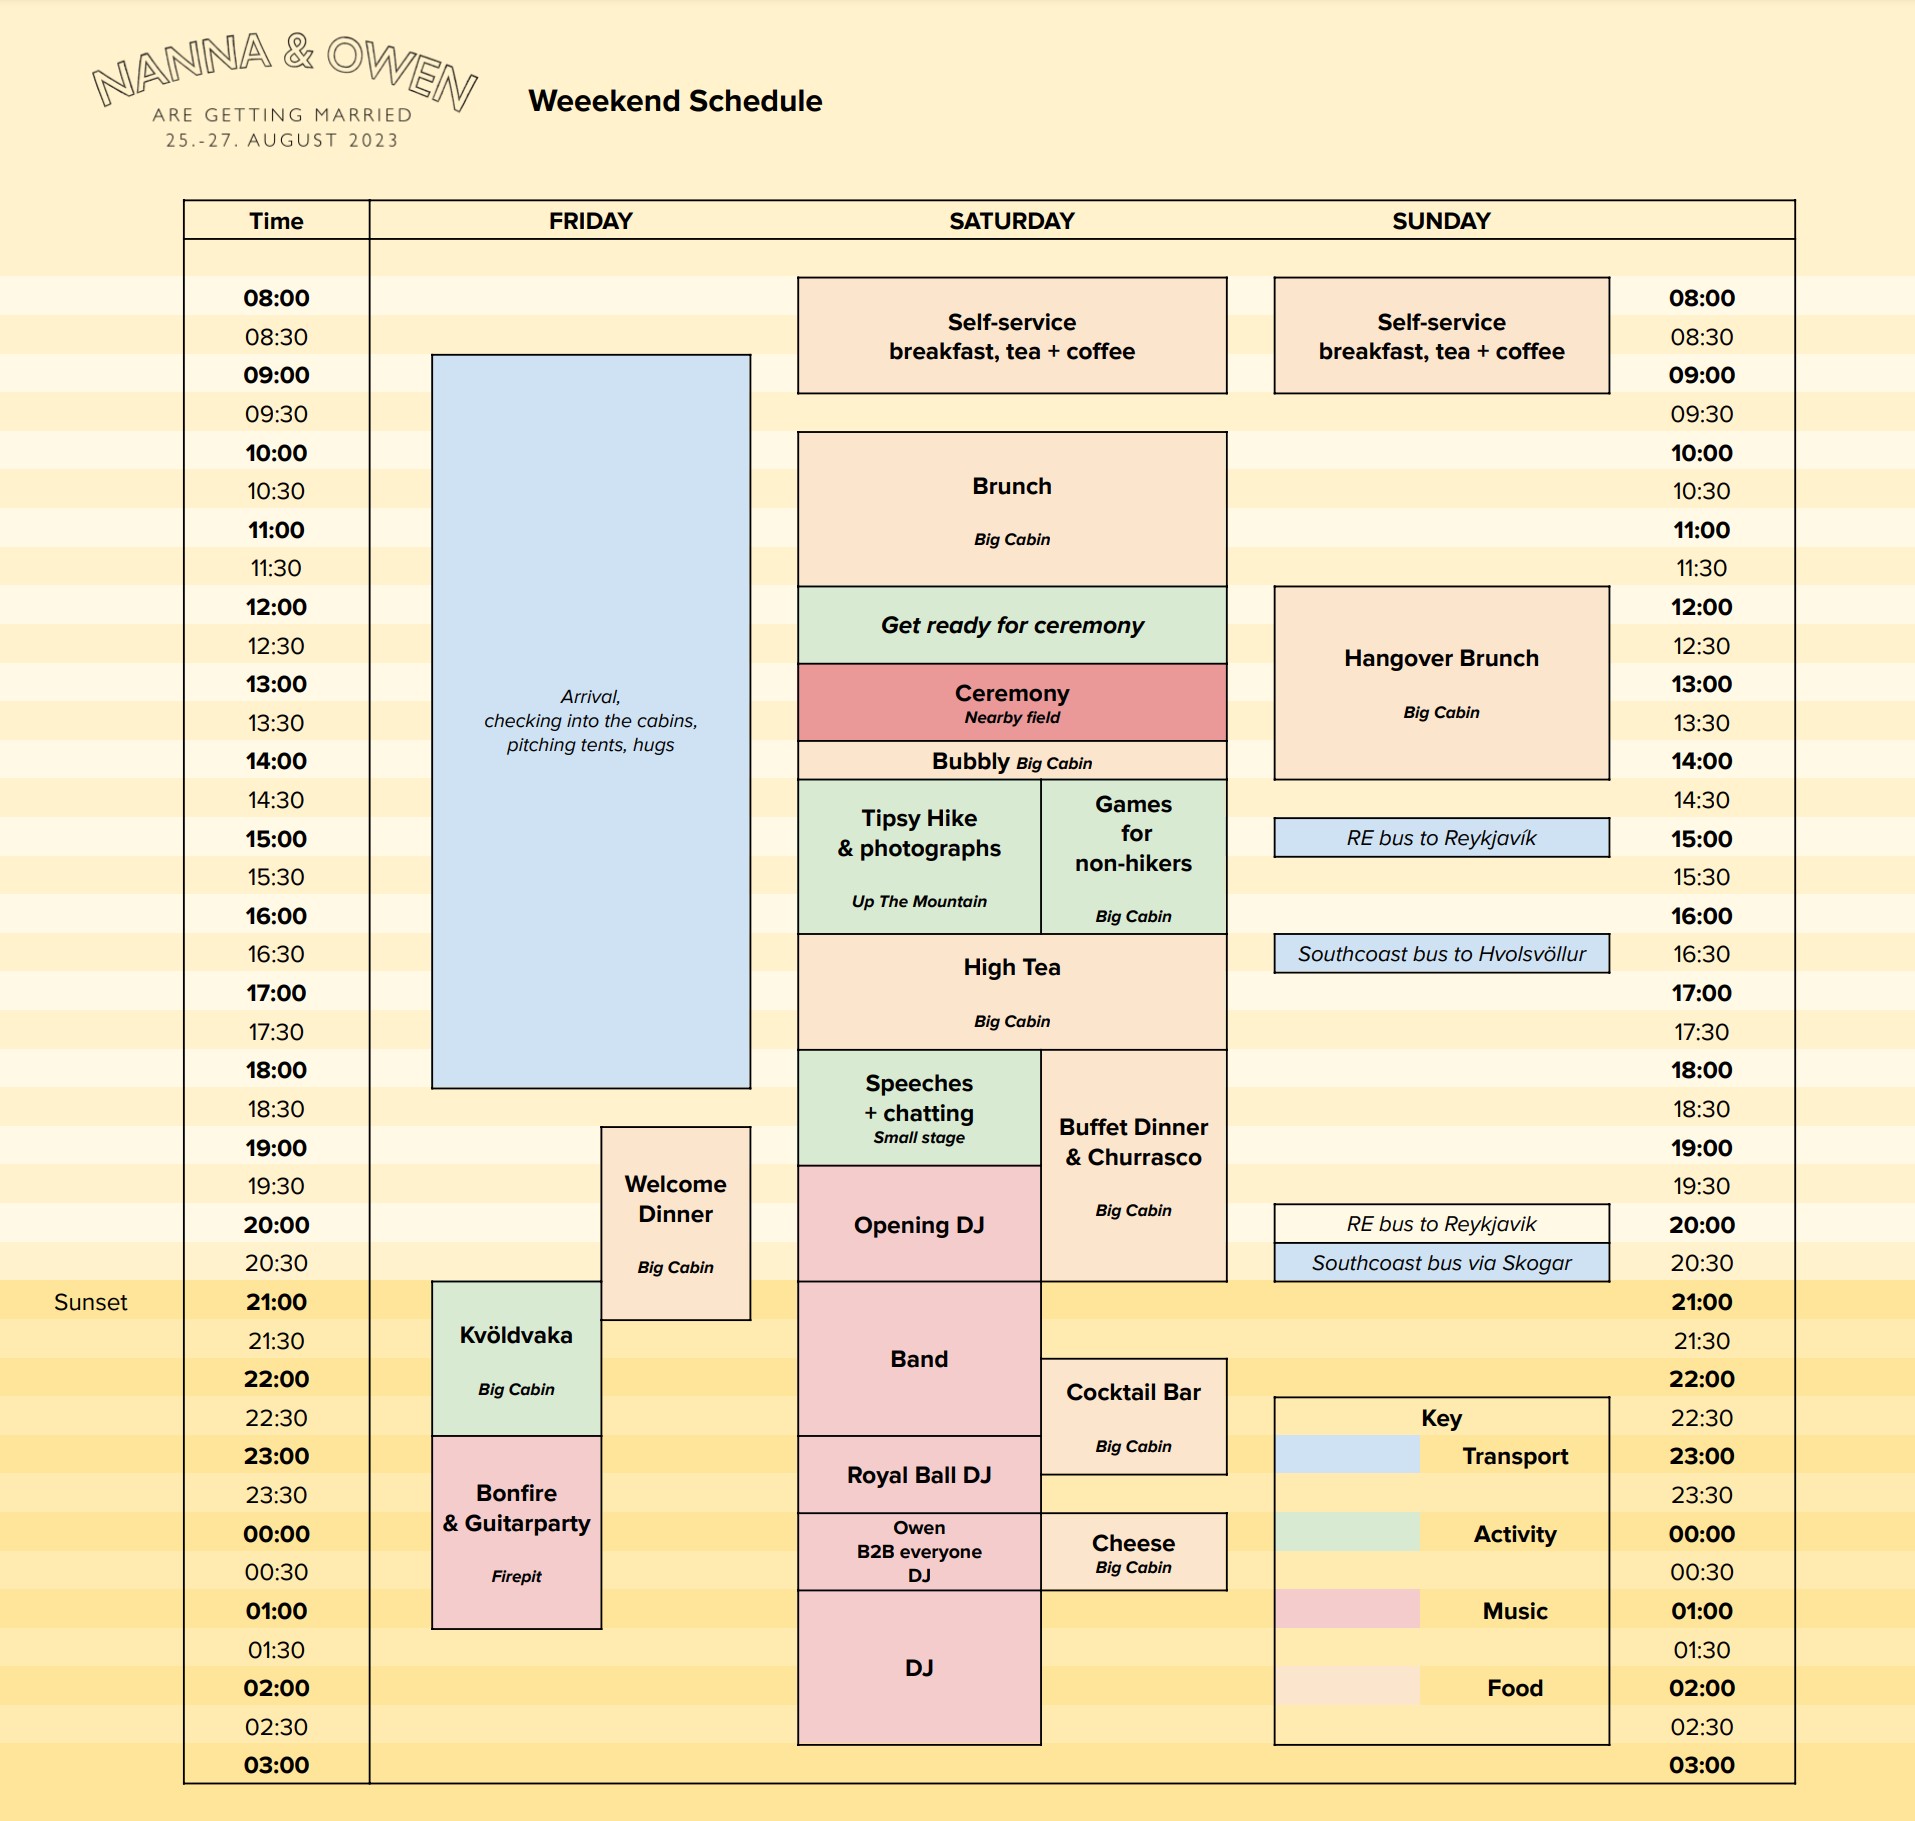 NANNA & OWEN
ARE GETTING MARRIED
25.-27. AUGUST 2023
Weeekend Schedule
Time FRIDAY SATURDAY SUNDAY
08:00
08:30
09:00
09:30
10:00
10:30
11:00
11:30
12:00
12:30
13:00
13:30
14:00
14:30
15:00
15:30
16:00
16:30
17:00
17:30
18:00
18:30
19:00
19:30
20:00
20:30
Sunset 21:00
21:30
22:00
22:30
23:00
23:30
00:00
00:30
01:00
01:30
02:00
02:30
03:00
Arrival,
checking into the cabins,
pitching tents, hugs
Welcome
Dinner
Big Cabin
Kvöldvaka
Big Cabin
Bonfire
& Guitarparty
Firepit
Self-service
breakfast, tea + coffee
Brunch
Big Cabin
Get ready for ceremony
Ceremony
Nearby field
Bubbly Big Cabin
Tipsy Hike
& photographs
Up The Mountain
Games
for
non-hikers
Big Cabin
High Tea
Big Cabin
Speeches
+ chatting
Small stage
Buffet Dinner
& Churrasco
Big Cabin
Opening DJ
Band
Cocktail Bar
Big Cabin
Royal Ball DJ
Owen
B2B everyone
DJ
Cheese
Big Cabin
DJ
Self-service
breakfast, tea + coffee
Hangover Brunch
Big Cabin
RE bus to Reykjavík
Southcoast bus to Hvolsvöllur
RE bus to Reykjavik
Southcoast bus via Skogar
Key
Transport
Activity
Music
Food
08:00
08:30
09:00
09:30
10:00
10:30
11:00
11:30
12:00
12:30
13:00
13:30
14:00
14:30
15:00
15:30
16:00
16:30
17:00
17:30
18:00
18:30
19:00
19:30
20:00
20:30
21:00
21:30
22:00
22:30
23:00
23:30
00:00
00:30
01:00
01:30
02:00
02:30
03:00